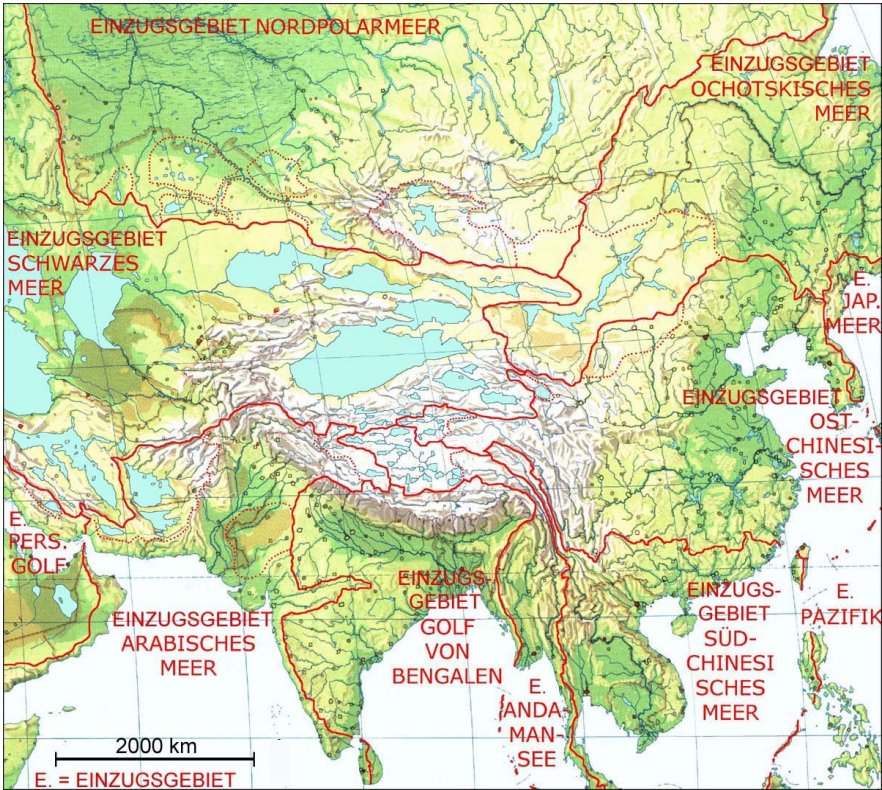 EINZUGSGEBIET NORDPOLARMEER
EINZUGSGEBIET
OCHOTSKISCHES
MEER
EINZUGSGEBIET
SCHWARZES
MEER
E.
JAP.
MEER
EINZUGSGEBIET
OST-
CHINESI-
SCHES
MEER
E.
PERS.
GOLF
EINZUGSGEBIET
ARABISCHES
MEER
EINZUGS-
GEBIET
GOLF
VON
BENGALEN
EINZUGS-
GEBIET
SÜD-
CHINESI
SCHES
MEER
E.
PAZIFIK
E.
ANDA-
MAN-
SEE
2000 km
E. = EINZUGSGEBIET